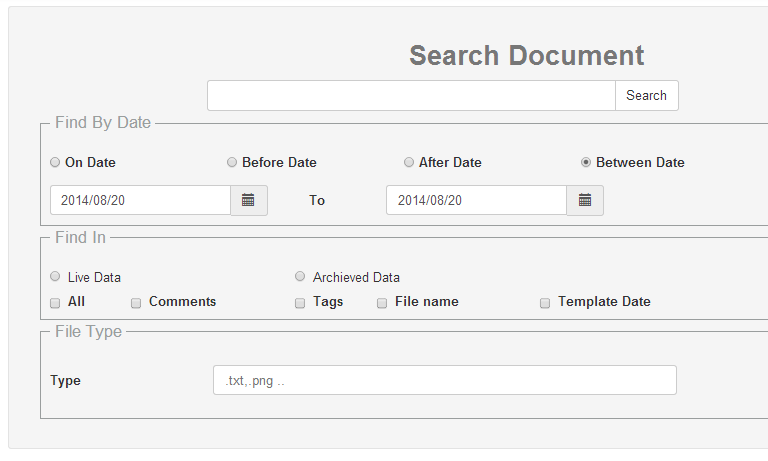 Search Document
Search
Find By Date
On Date Before Date After Date Between Date
2014/08/20 To 2014/08/20
Find In
Live Data Archieved Data
All Comments Tags File name Template Date
File Type
Type .txt,.png ..